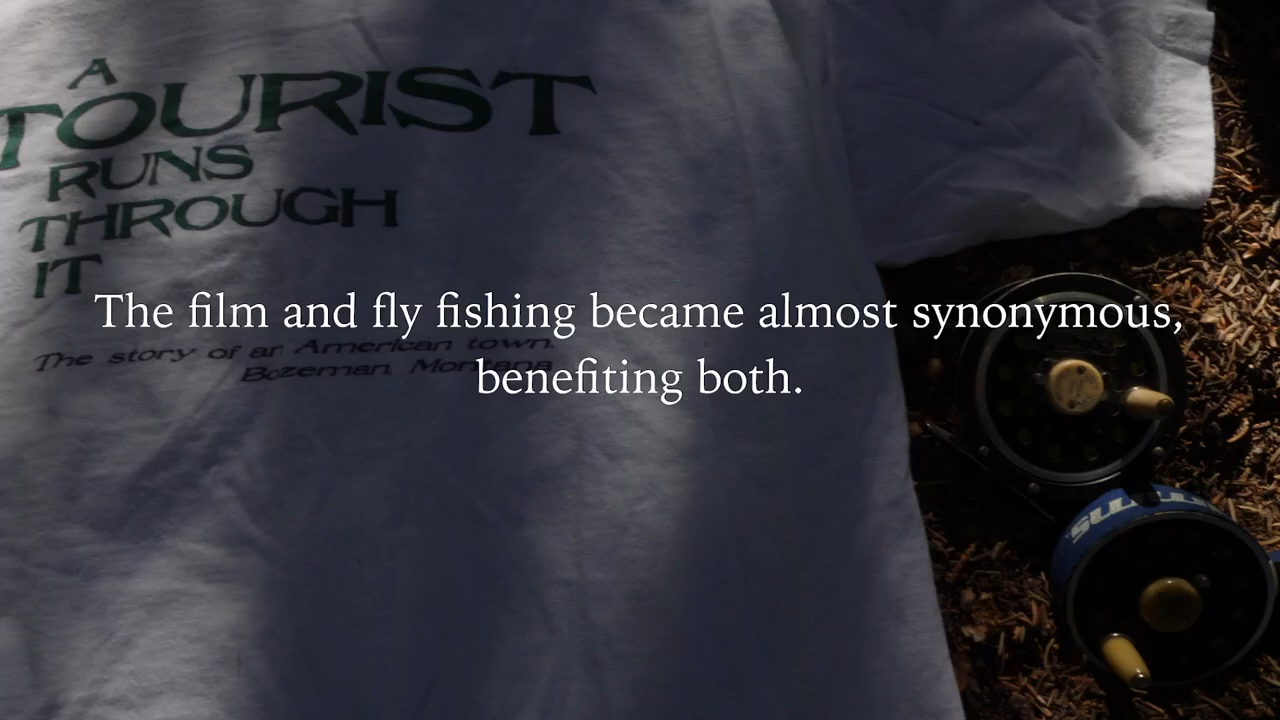 A
TOURIST
RUNS
THROUGH
IT
The film and fly fishing became almost synonymous,
The story of an American town.
Bozeman Montana
benefiting both.